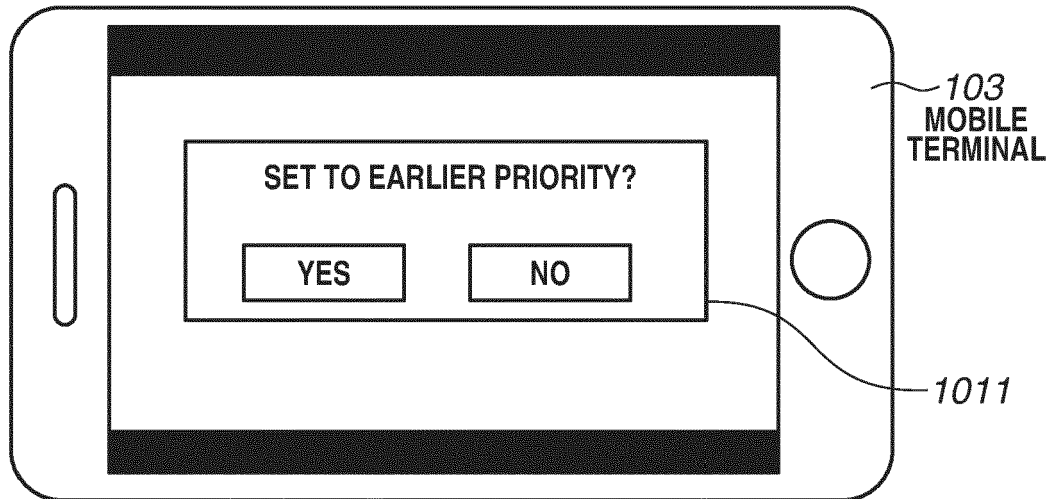 103
MOBILE
TERMINAL
SET TO EARLIER PRIORITY?
YES
NO
1011